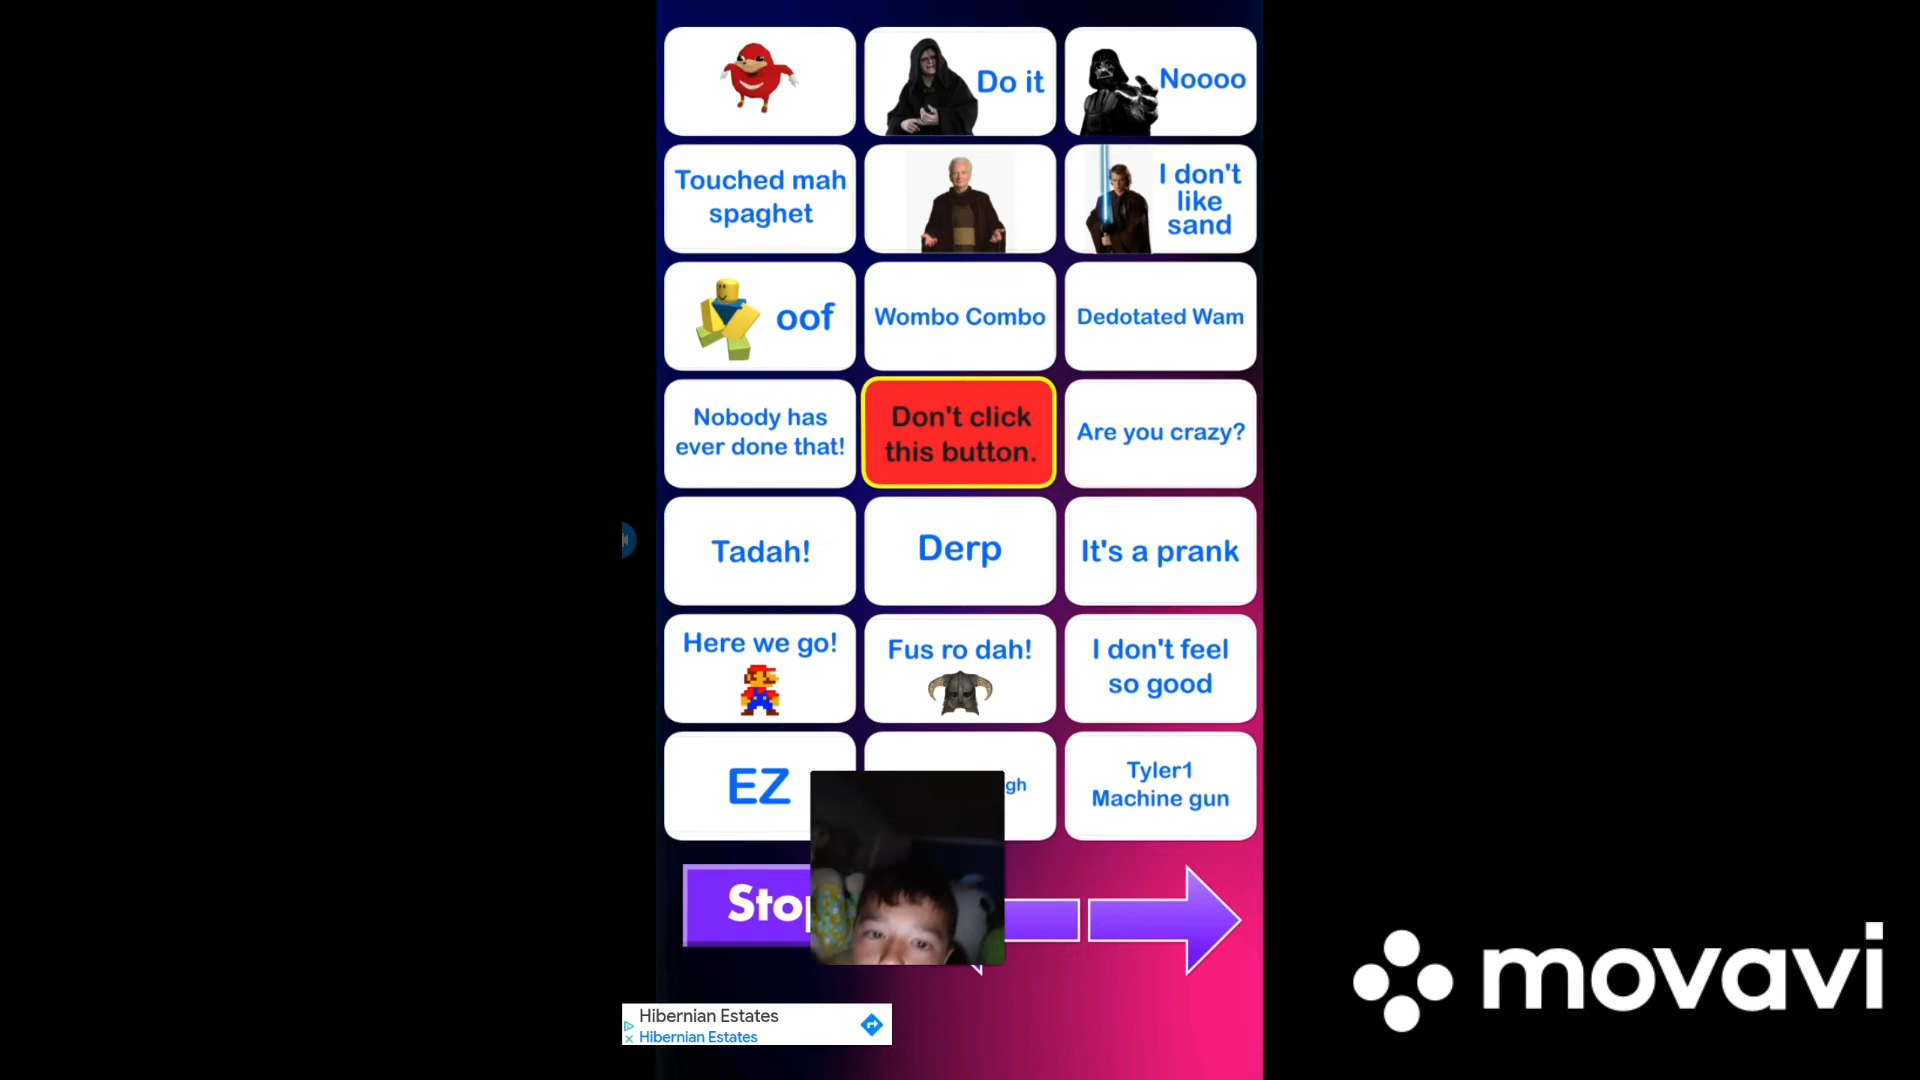 Do it
Noooo
Touched mah
spaghet
I don't
like
sand
oof
Wombo Combo
Dedotated Wam
Nobody has
ever done that!
Don't click
this button.
Are you crazy?
Tadah!
Derp
It's a prank
Here we go!
Fus ro dah!
I don't feel
so good
EZ
Tyler1
Machine gun
Hibernian Estates
Hibernian Estates
movavi